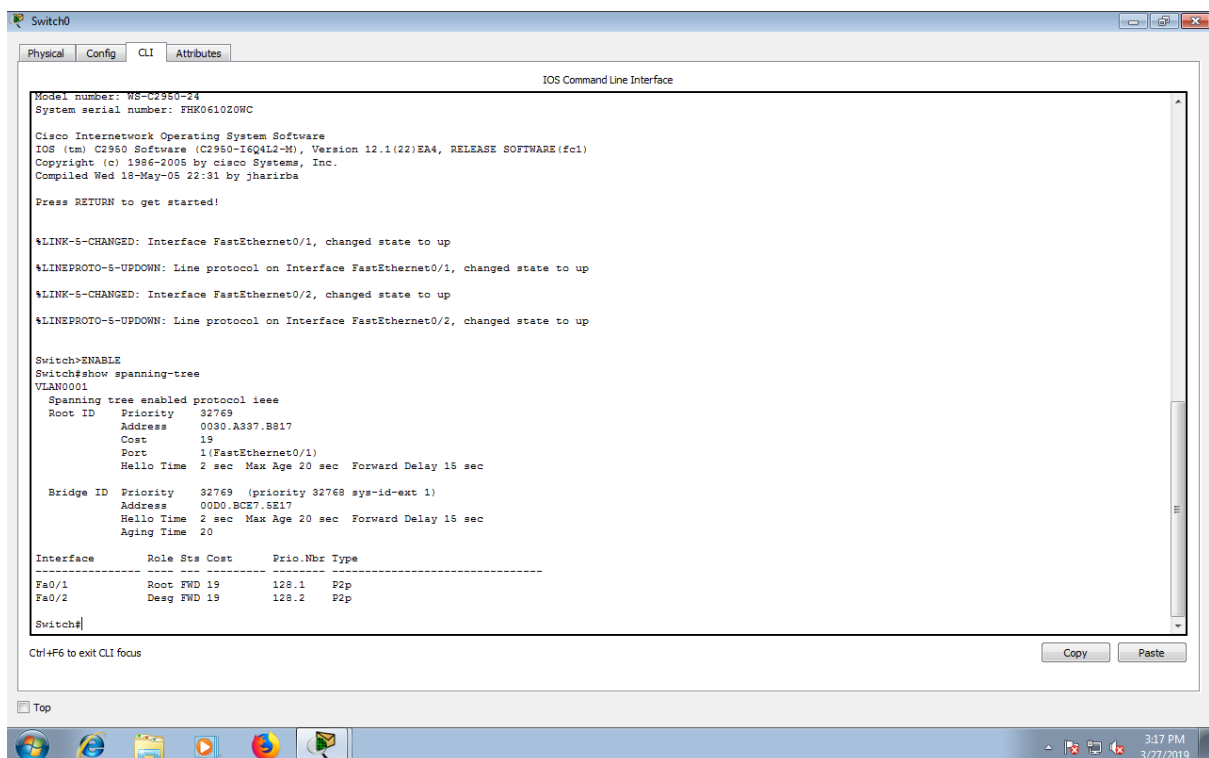 Switch0
Physical Config CLI Attributes
IOS Command Line Interface
Model number: WS-C2950-24
System serial number: FHK0610Z0WC
Cisco Internetwork Operating System Software
IOS (tm) C2950 Software (C2950-I6Q4L2-M), Version 12.1(22)EA4, RELEASE SOFTWARE(fc1)
Copyright (c) 1986-2005 by cisco Systems, Inc.
Compiled Wed 18-May-05 22:31 by jharirba
Press RETURN to get started!
%LINK-5-CHANGED: Interface FastEthernet0/1, changed state to up
%LINEPROTO-5-UPDOWN: Line protocol on Interface FastEthernet0/1, changed state to up
%LINK-5-CHANGED: Interface FastEthernet0/2, changed state to up
%LINEPROTO-5-UPDOWN: Line protocol on Interface FastEthernet0/2, changed state to up
Switch>ENABLE
Switch#show spanning-tree
VLAN0001
Spanning tree enabled protocol ieee
Root ID Priority 32769
Address 0030.A337.B817
Cost 19
Port 1(FastEthernet0/1)
Hello Time 2 sec Max Age 20 sec Forward Delay 15 sec
Bridge ID Priority 32769 (priority 32768 sys-id-ext 1)
Address 00D0.BCE7.5E17
Hello Time 2 sec Max Age 20 sec Forward Delay 15 sec
Aging Time 20
Interface Role Sts Cost Prio.Nbr Type
---------------- ---- --- --------- -------- --------------------------------
Fa0/1 Root FWD 19 128.1 P2p
Fa0/2 Desg FWD 19 128.2 P2p
Switch#
Ctrl+F6 to exit CLI focus
Copy Paste
Top
3:17 PM
3/27/2019